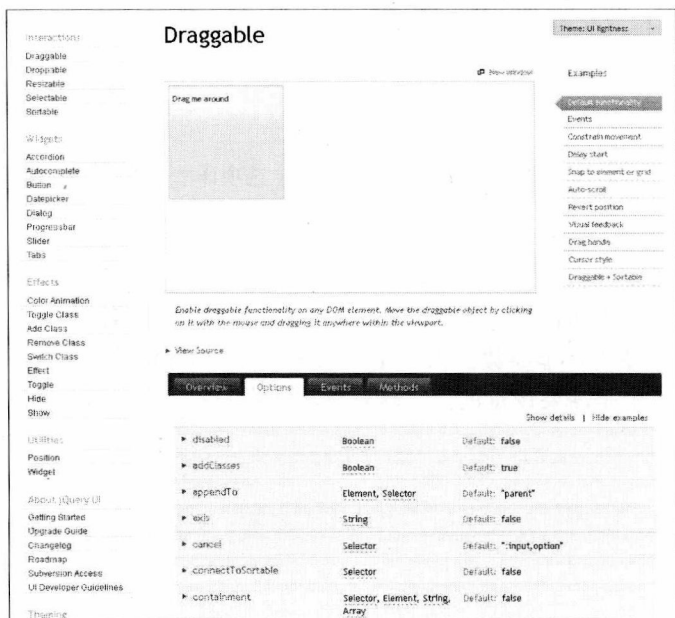 Interactions
Draggable
Droppable
Resizable
Selectable
Sortable
Widgets
Accordion
Autocomplete
Button
Datepicker
Dialog
Progressbar
Slider
Tabs
Effects
Color Animation
Toggle Class
Add Class
Remove Class
Switch Class
Effect
Toggle
Hide
Show
Utilities
Position
Widget
About jQuery UI
Getting Started
Upgrade Guide
Changelog
Roadmap
Subversion Access
UI Developer Guidelines
Theming
Draggable
New window
Drag me around
Enable draggable functionality on any DOM element. Move the draggable object by clicking
on it with the mouse and dragging it anywhere within the viewport.
View Source
Theme: UI lightness
Examples
Default functionality
Events
Constrain movement
Delay start
Snap to element or grid
Auto-scroll
Revert position
Visual feedback
Drag handle
Cursor style
Draggable + Sortable
Overview Options Events Methods
Show details | Hide examples
disabled Boolean Default: false
addClasses Boolean Default: true
appendTo Element, Selector Default: "parent"
axis String Default: false
cancel Selector Default: ":input,option"
connectToSortable Selector Default: false
containment Selector, Element, String, Default: false
Array